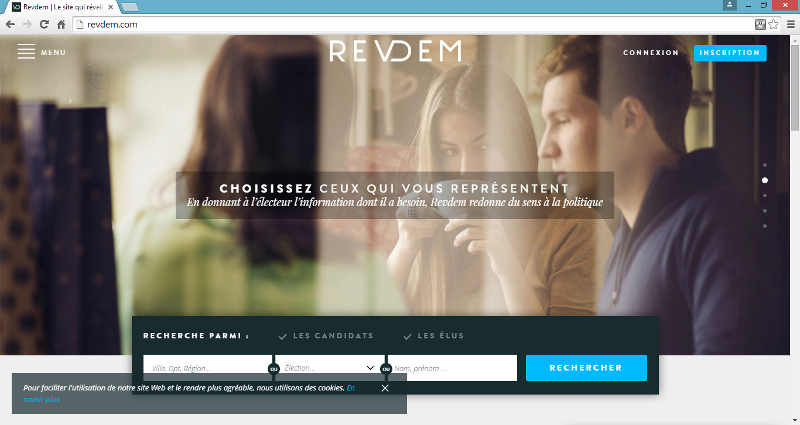 Revdem | Le site qui réveil
revdem.com
MENU
REVDEM
CONNEXION
INSCRIPTION
CHOISISSEZ CEUX QUI VOUS REPRÉSENTENT
En donnant à l'électeur l'information dont il a besoin, Revdem redonne du sens à la politique
RECHERCHE PARMI :
LES CANDIDATS
LES ÉLUS
Ville, Dpt, Région...
OU
Élection...
OU
Nom, prénom ...
RECHERCHER
Pour faciliter l'utilisation de notre site Web et le rendre plus agréable, nous utilisons des cookies. En
savoir plus